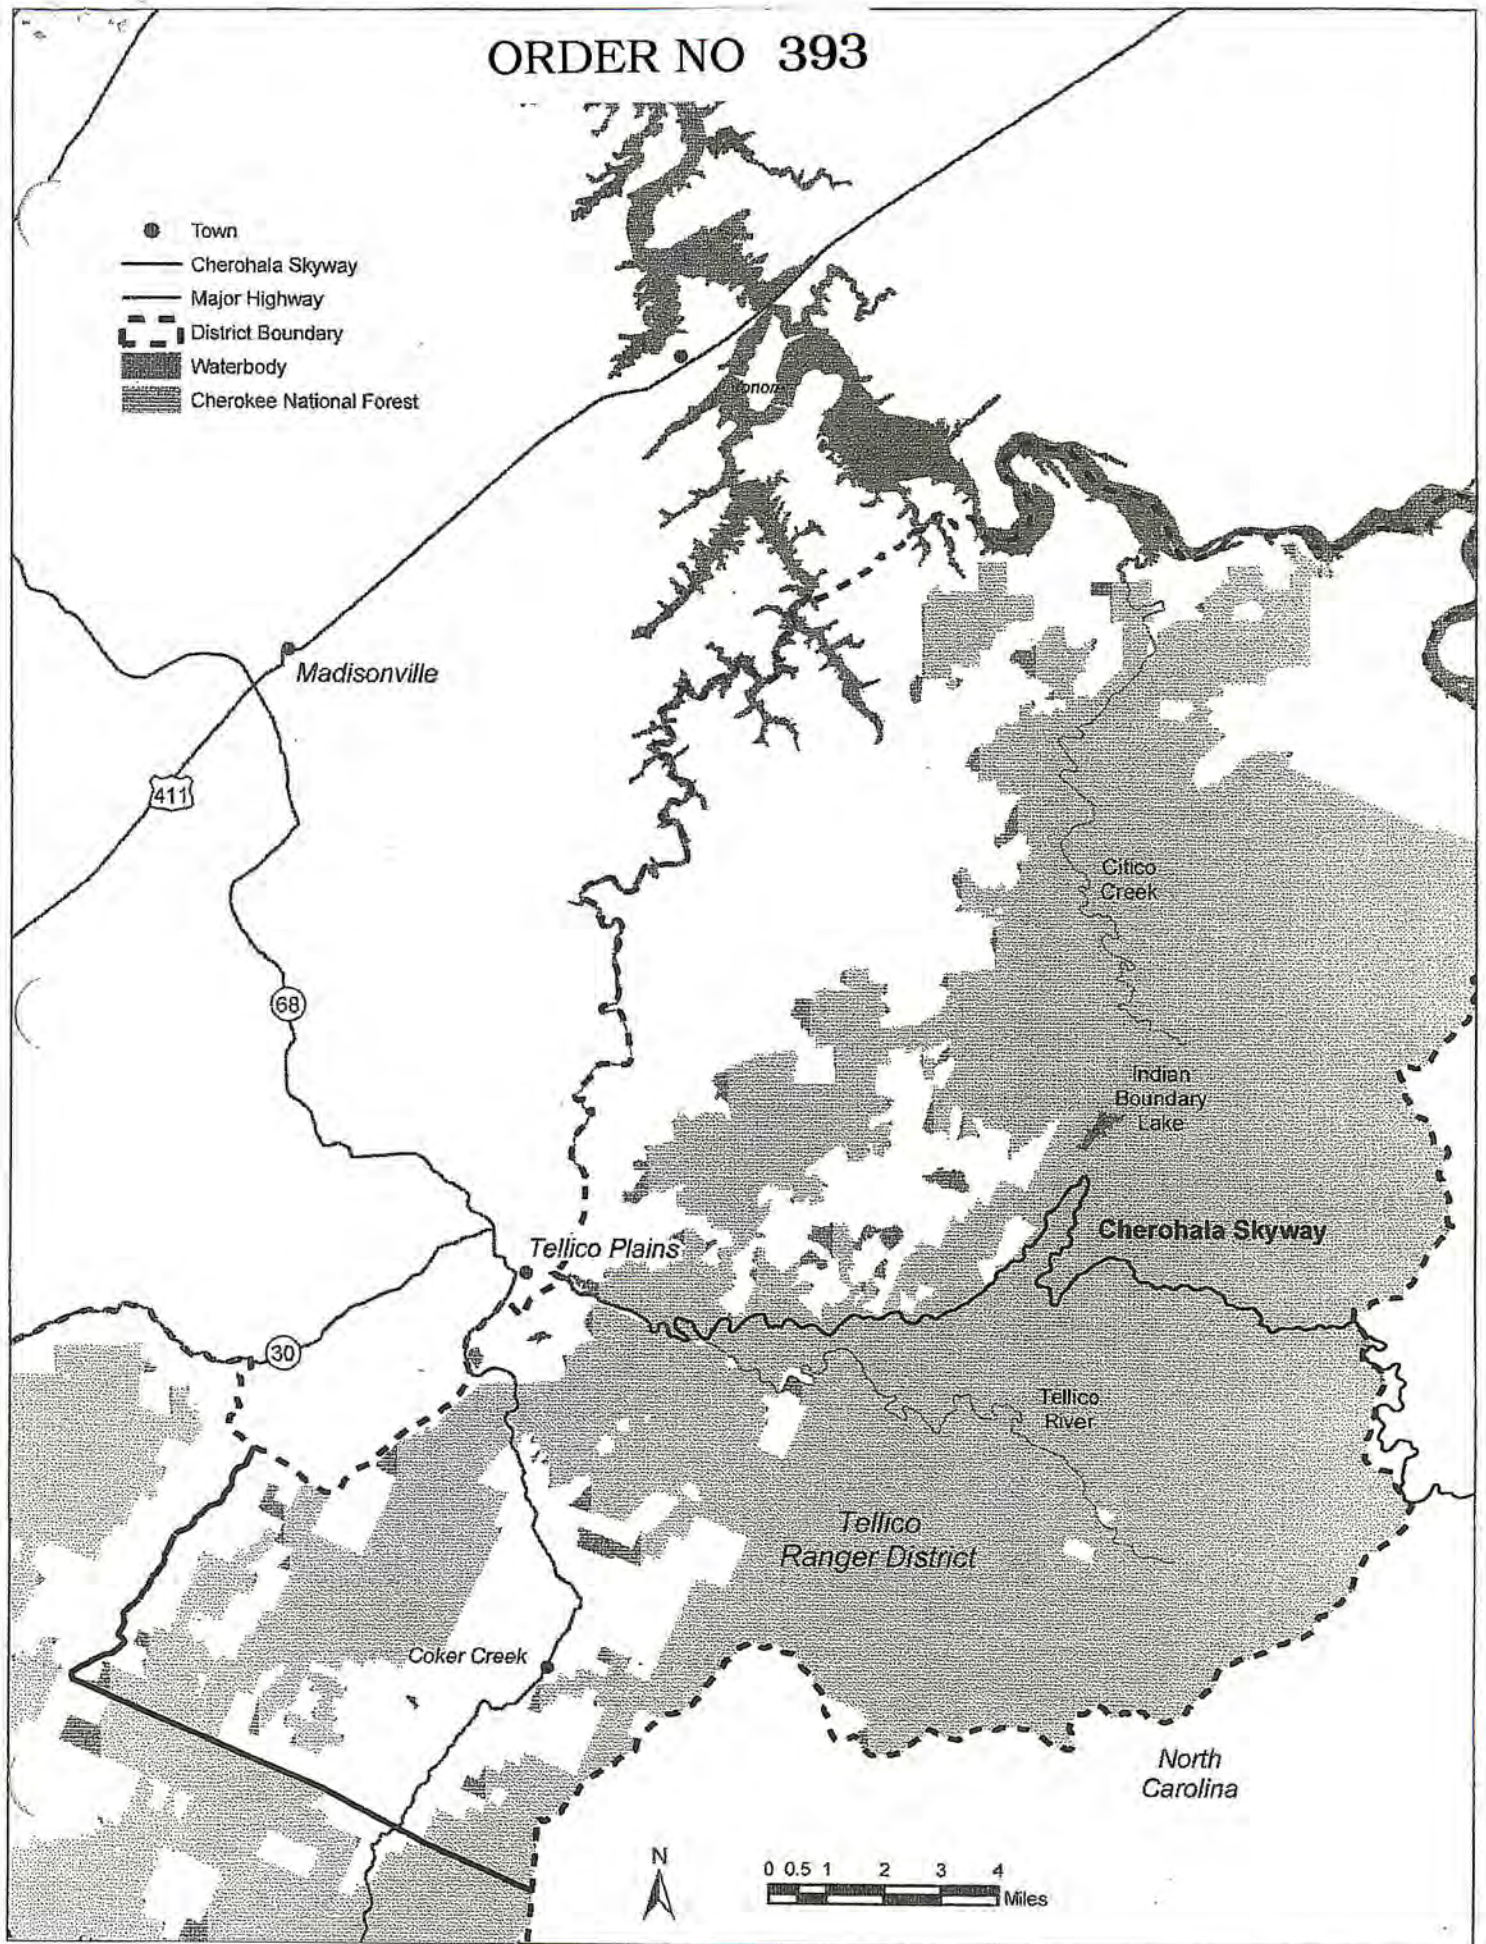 ORDER NO 393
Town
Cherohala Skyway
Major Highway
District Boundary
Waterbody
Cherokee National Forest
Madisonville
411
Citico
Creek
68
Indian
Boundary
Lake
Cherohala Skyway
Tellico Plains
30
Tellico
River
Tellico
Ranger District
Coker Creek
North
Carolina
N
0 0.5 1 2 3 4
Miles